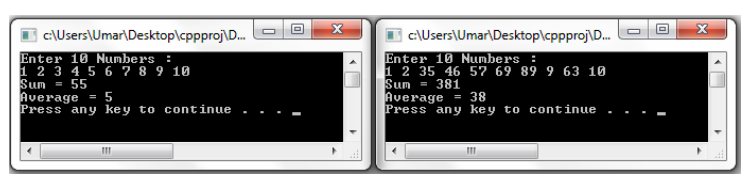 c:\Users\Umar\Desktop\cppproj\D...
Enter 10 Numbers :
1 2 3 4 5 6 7 8 9 10
Sum = 55
Average = 5
Press any key to continue . . . _
c:\Users\Umar\Desktop\cppproj\D...
Enter 10 Numbers :
1 2 35 46 57 69 89 9 63 10
Sum = 381
Average = 38
Press any key to continue . . . _